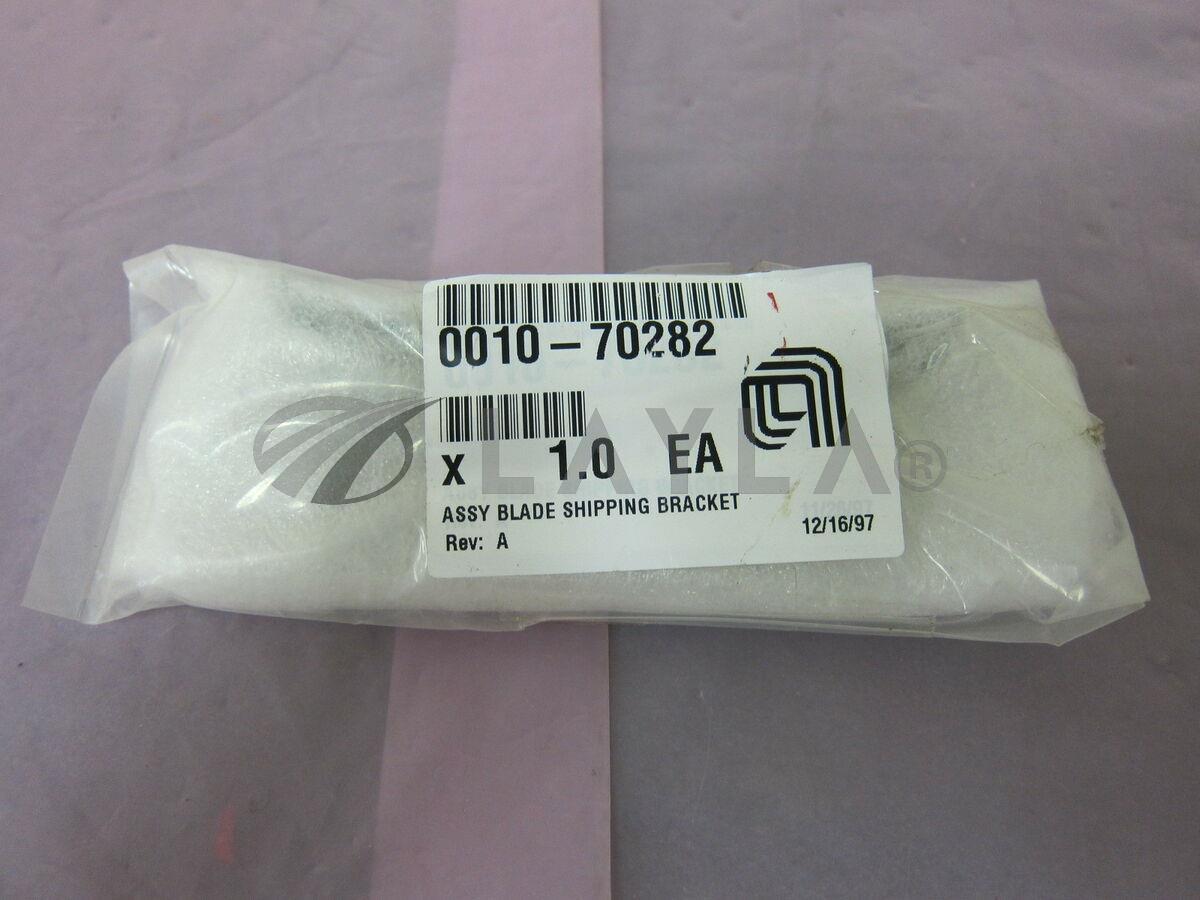 0010-70282
X 1.0 EA
LAYLA®
ASSY BLADE SHIPPING BRACKET
Rev: A
12/16/97